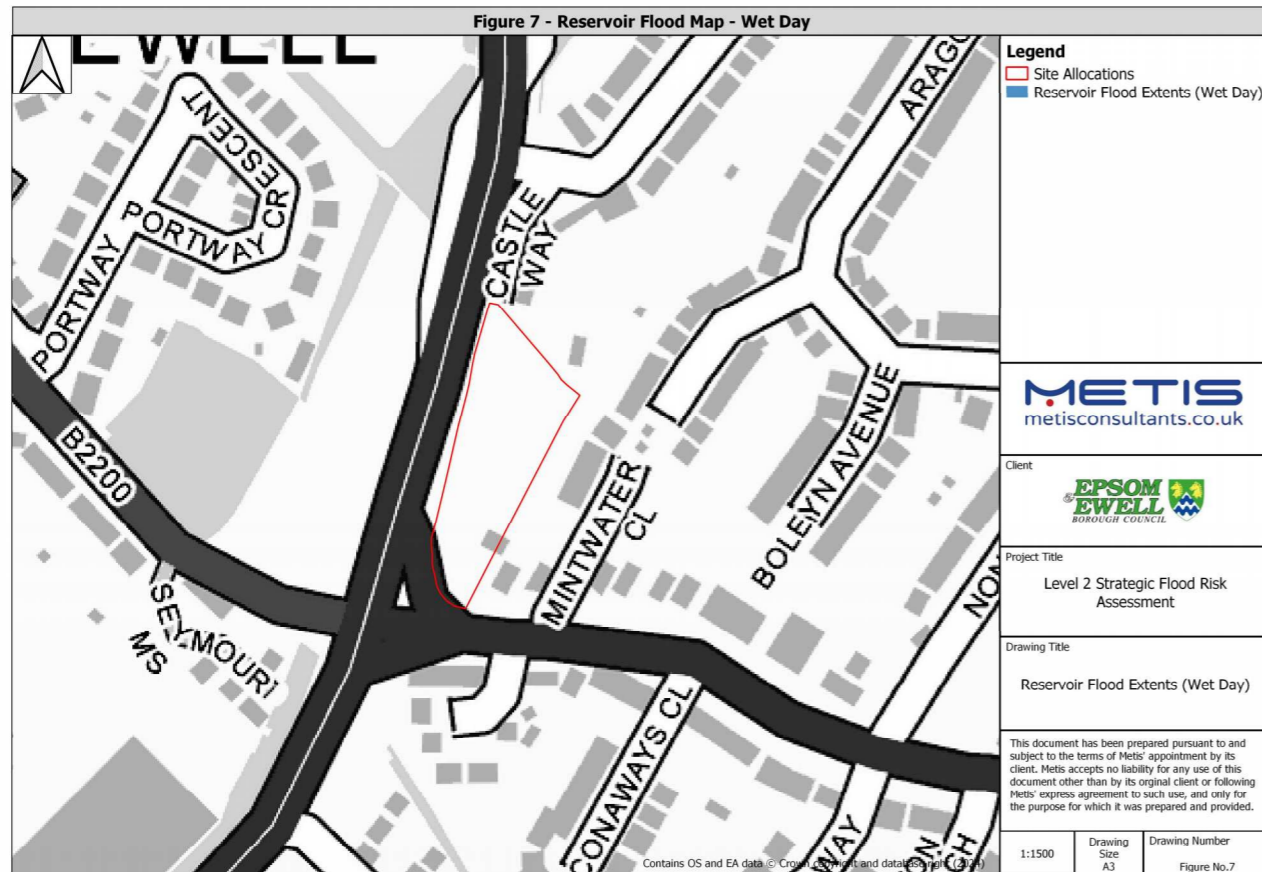 Figure 7 - Reservoir Flood Map - Wet Day
EWELL
PORTWAY CRESCENT
PORTWAY
B2200
CASTLE
WAY
SEYMOUR
MS
MINTWATER
CL
BOLEYN AVENUE
CONAWAYS CL
WAY
Contains OS and EA data © Crown copyright and database right (2024)
Legend
Site Allocations
Reservoir Flood Extents (Wet Day)
METIS
metisconsultants.co.uk
Client
EPSOM
& EWELL
BOROUGH COUNCIL
Project Title
Level 2 Strategic Flood Risk
Assessment
Drawing Title
Reservoir Flood Extents (Wet Day)
This document has been prepared pursuant to and
subject to the terms of Metis' appointment by its
client. Metis accepts no liability for any use of this
document other than by its orginal client or following
Metis' express agreement to such use, and only for
the purpose for which it was prepared and provided.
1:1500
Drawing
Size
A3
Drawing Number
Figure No.7